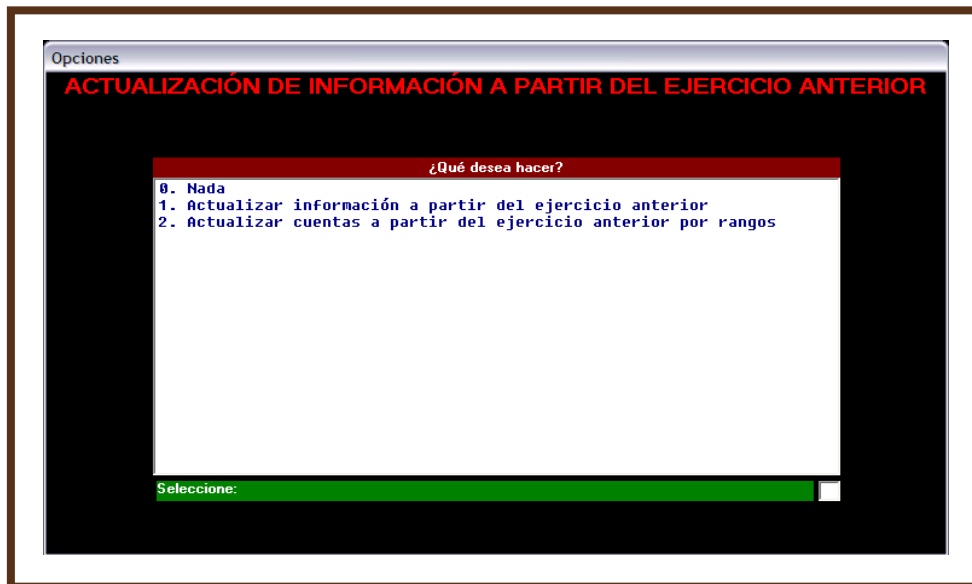 Opciones
ACTUALIZACIÓN DE INFORMACIÓN A PARTIR DEL EJERCICIO ANTERIOR
¿Qué desea hacer?
0. Nada
1. Actualizar información a partir del ejercicio anterior
2. Actualizar cuentas a partir del ejercicio anterior por rangos
Seleccione: